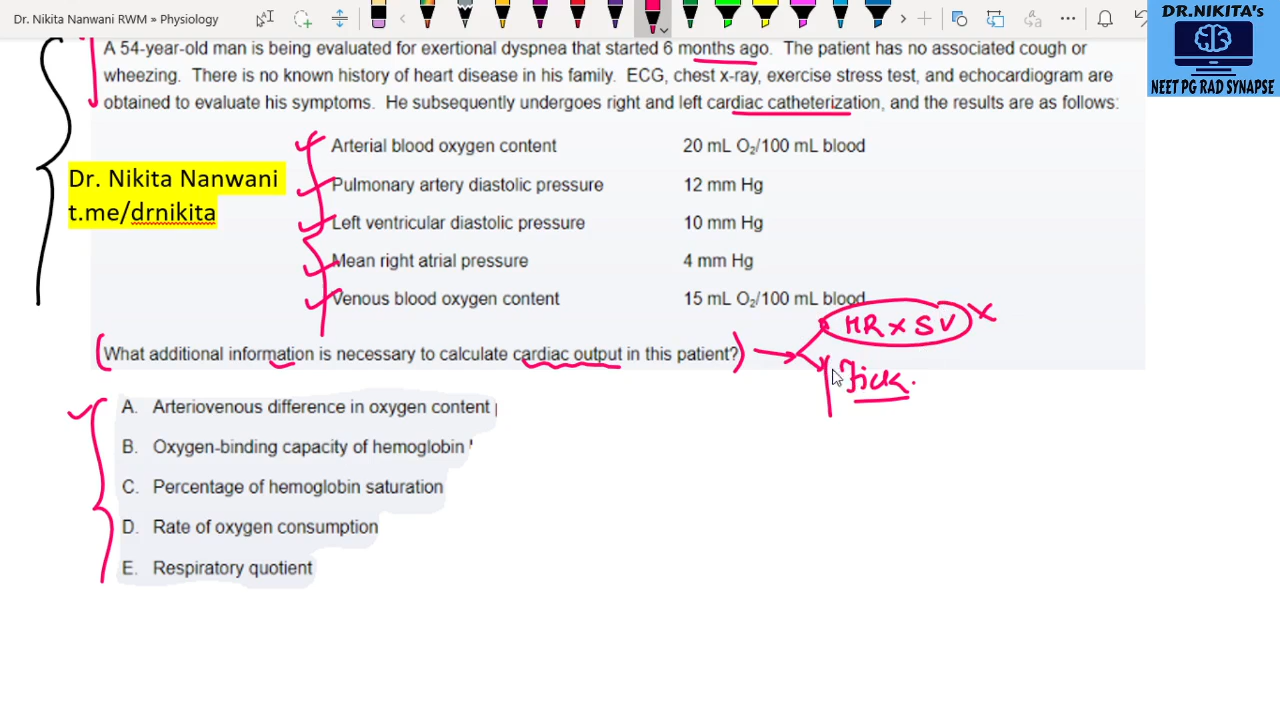 Dr. Nikita Nanwani RWM » Physiology
DR.NIKITA's
NEET PG RAD SYNAPSE
A 54-year-old man is being evaluated for exertional dyspnea that started 6 months ago. The patient has no associated cough or
wheezing. There is no known history of heart disease in his family. ECG, chest x-ray, exercise stress test, and echocardiogram are
obtained to evaluate his symptoms. He subsequently undergoes right and left cardiac catheterization, and the results are as follows:
Arterial blood oxygen content 20 mL O₂/100 mL blood
Pulmonary artery diastolic pressure 12 mm Hg
Left ventricular diastolic pressure 10 mm Hg
Mean right atrial pressure 4 mm Hg
Venous blood oxygen content 15 mL O₂/100 mL blood
Dr. Nikita Nanwani
t.me/drnikita
HR x SV x
What additional information is necessary to calculate cardiac output in this patient?
Fick.
A. Arteriovenous difference in oxygen content
B. Oxygen-binding capacity of hemoglobin
C. Percentage of hemoglobin saturation
D. Rate of oxygen consumption
E. Respiratory quotient